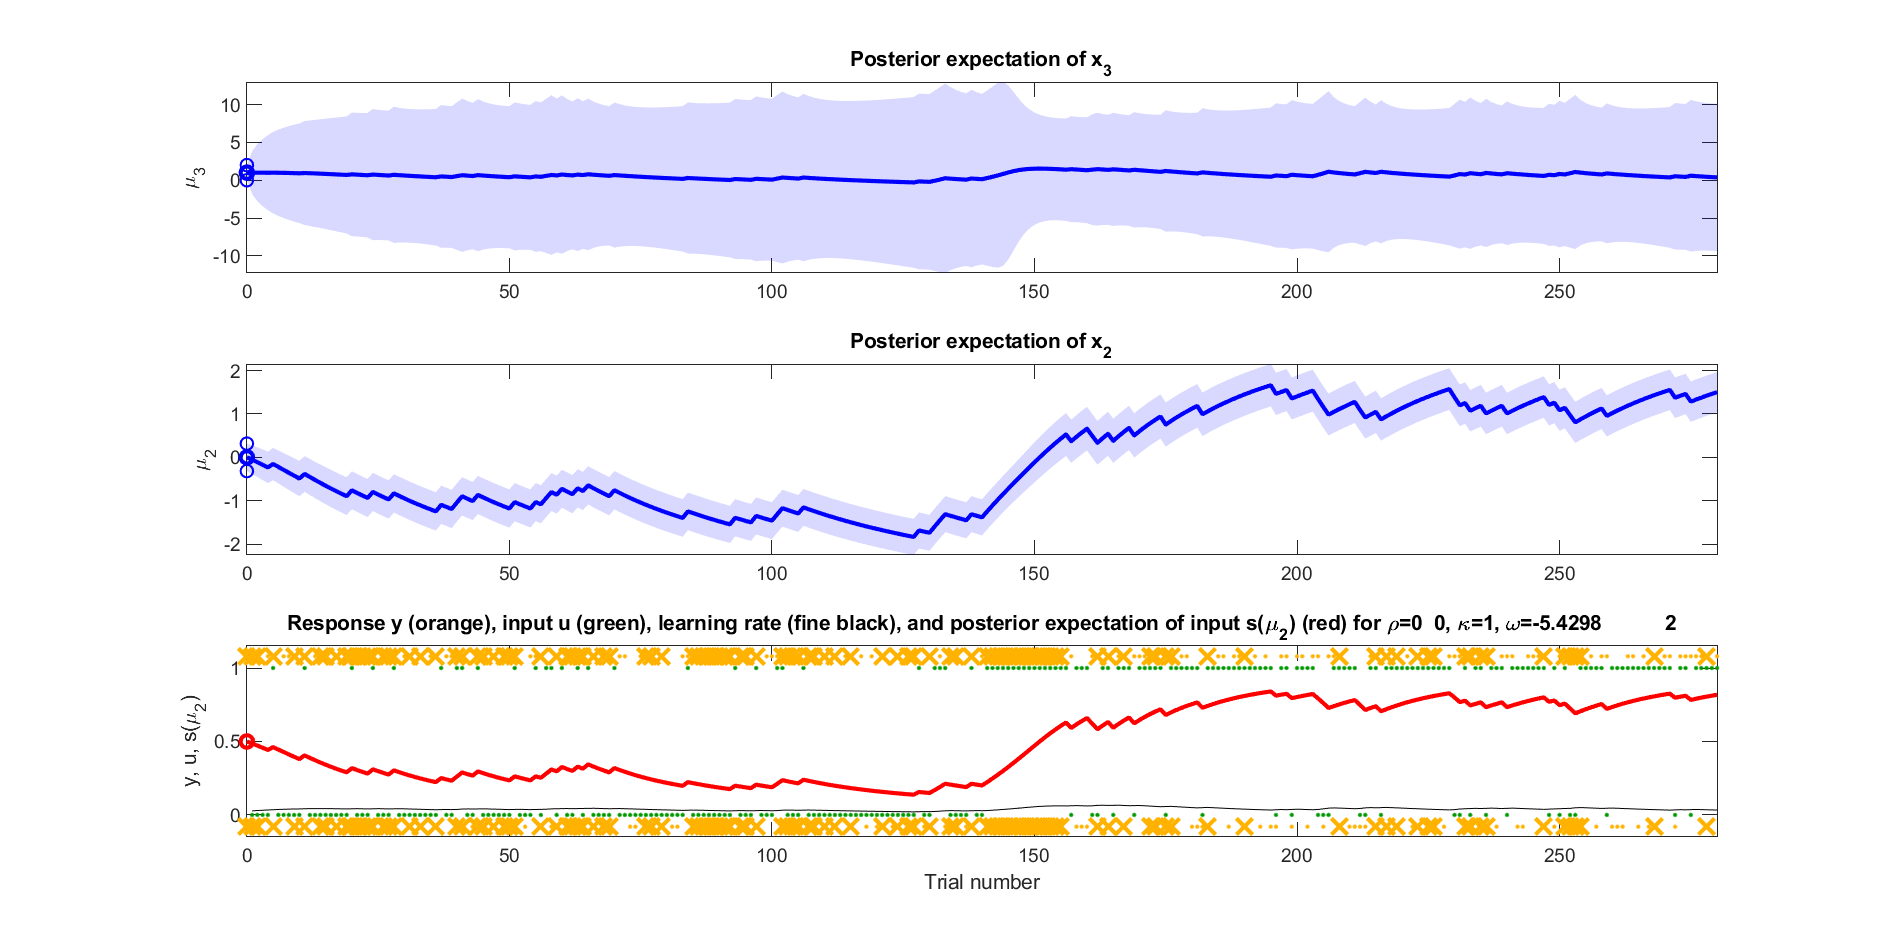 Posterior expectation of x₃
10
5
0
-5
-10
μ₃
0 50 100 150 200 250
Posterior expectation of x₂
2
1
0
-1
-2
μ₂
0 50 100 150 200 250
Response y (orange), input u (green), learning rate (fine black), and posterior expectation of input s(μ₂) (red) for ρ=0 0, κ=1, ω=-5.4298 2
1
0.5
0
y, u, s(μ₂)
0 50 100 150 200 250
Trial number